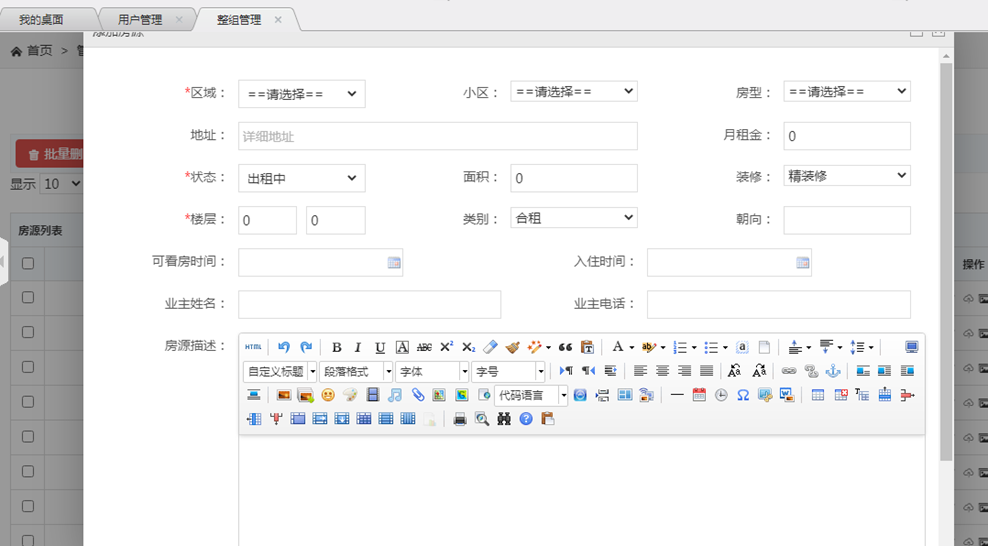 我的桌面 用户管理 整组管理
添加房源
首页 >
*区域： ==请选择== 小区： ==请选择== 房型： ==请选择==
地址： 详细地址 月租金： 0
批量删
显示 10
*状态： 出租中 面积： 0 装修： 精装修
*楼层： 0 0 类别： 合租 朝向：
房源列表
可看房时间： 入住时间：
操作
业主姓名： 业主电话：
房源描述：
HTML B I U A ABC X² X₂ A ab a
自定义标题 段落格式 字体 字号
代码语言